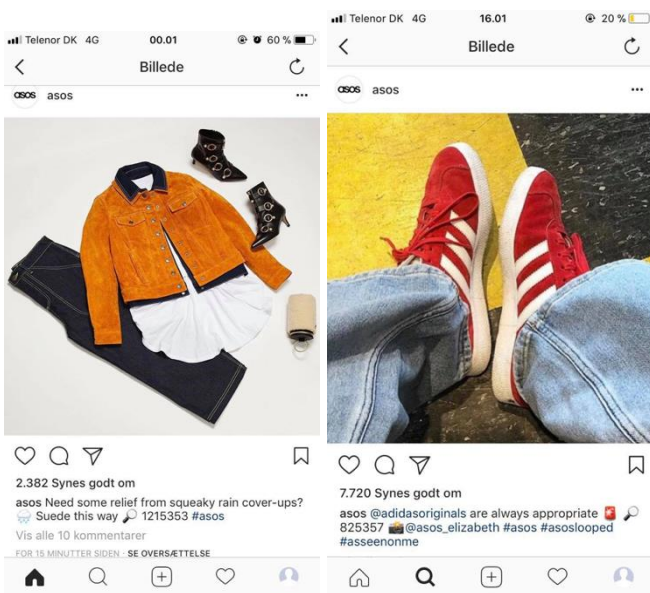 Telenor DK 4G 00.01 60 %
Billede
asos asos
2.382 Synes godt om
asos Need some relief from squeaky rain cover-ups?
🌧 Suede this way 🔎 1215353 #asos
Vis alle 10 kommentarer
FOR 15 MINUTTER SIDEN · SE OVERSÆTTELSE
Telenor DK 4G 16.01 20 %
Billede
asos asos
7.720 Synes godt om
asos @adidasoriginals are always appropriate 🚨 🔎
825357 📸@asos_elizabeth #asos #asoslooped
#asseenonme